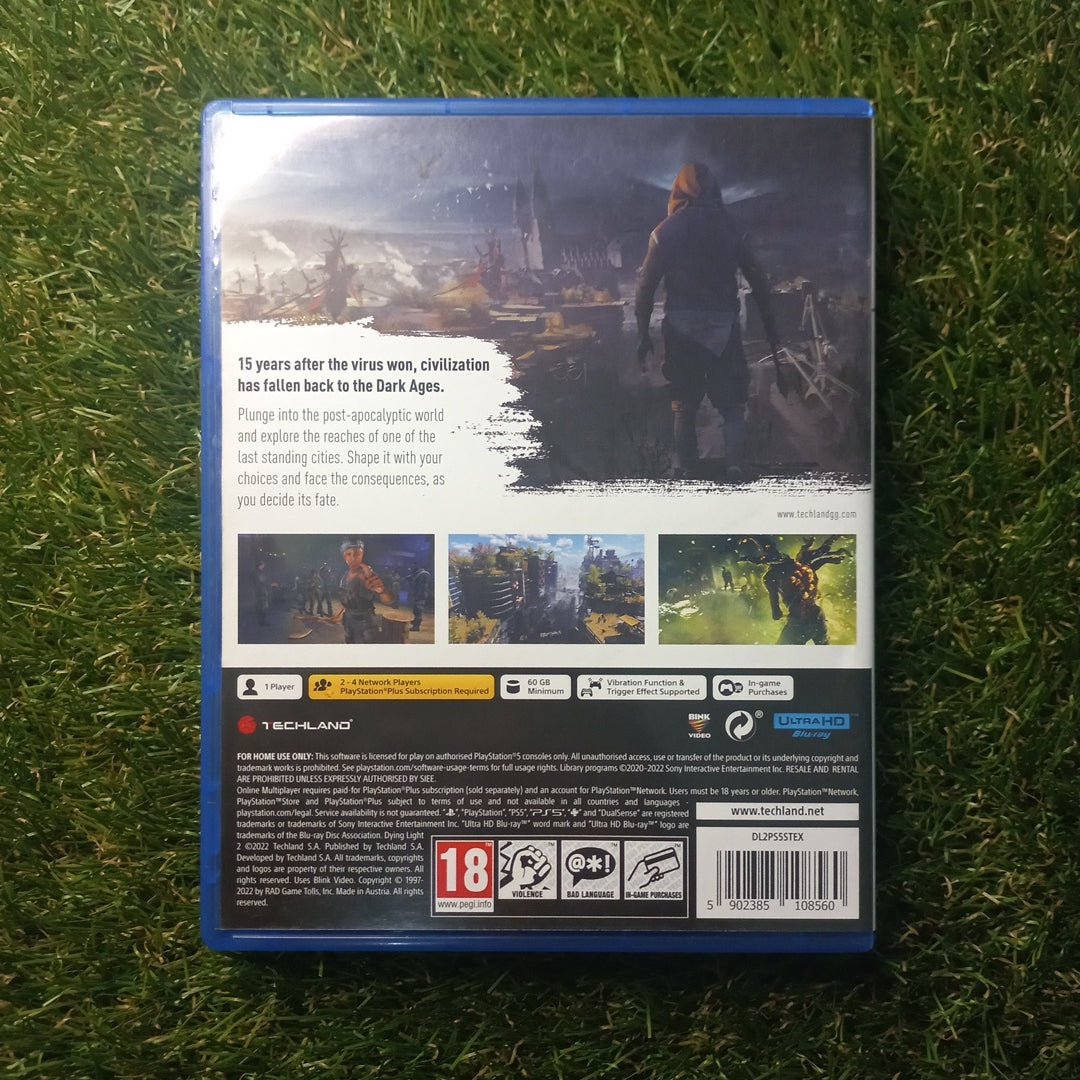 15 years after the virus won, civilization
has fallen back to the Dark Ages.
Plunge into the post-apocalyptic world
and explore the reaches of one of the
last standing cities. Shape it with your
choices and face the consequences, as
you decide its fate.
www.techlandgg.com
1 Player
2 - 4 Network Players
PlayStation®Plus Subscription Required
60 GB
Minimum
Vibration Function &
Trigger Effect Supported
In-game
Purchases
TECHLAND®
BINK
VIDEO
®
ULTRA HD™
Blu-ray
FOR HOME USE ONLY: This software is licensed for play on authorised PlayStation®5 consoles only. All unauthorised access, use or transfer of the product or its underlying copyright and
trademark works is prohibited. See playstation.com/software-usage-terms for full usage rights. Library programs ©2020-2022 Sony Interactive Entertainment Inc. RESALE AND RENTAL
ARE PROHIBITED UNLESS EXPRESSLY AUTHORISED BY SIEE.
Online Multiplayer requires paid-for PlayStation®Plus subscription (sold separately) and an account for PlayStation™Network. Users must be 18 years or older. PlayStation™Network,
PlayStation™Store and PlayStation®Plus subject to terms of use and not available in all countries and languages -
playstation.com/legal. Service availability is not guaranteed. "", "PlayStation", "PS5", "PS5", "" and "DualSense" are registered
trademarks or trademarks of Sony Interactive Entertainment Inc. "Ultra HD Blu-ray™" word mark and "Ultra HD Blu-ray™" logo are
trademarks of the Blu-ray Disc Association. Dying Light
2 ©2022 Techland S.A. Published by Techland S.A.
Developed by Techland S.A. All trademarks, copyrights
and logos are property of their respective owners. All
rights reserved. Uses Blink Video. Copyright © 1997-
2022 by RAD Game Tolls, Inc. Made in Austria. All rights
reserved.
18
www.pegi.info
VIOLENCE
@*!
BAD LANGUAGE
IN-GAME PURCHASES
www.techland.net
DL2PS5STEX
5 902385 108560